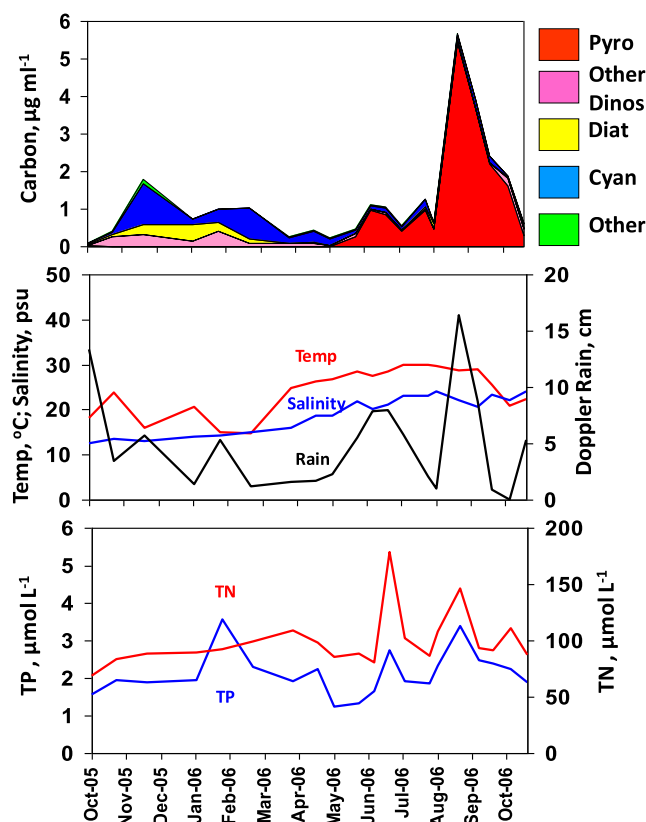 6
5
4
3
2
1
0
Carbon, µg ml-1
Pyro
Other
Dinos
Diat
Cyan
Other
50
40
30
20
10
0
Temp, ºC; Salinity, psu
Temp
Salinity
Rain
20
15
10
5
0
Doppler Rain, cm
6
5
4
3
2
1
0
TP , µmol L-1
TN
TP
200
150
100
50
0
TN , µmol L-1
Oct-05
Nov-05
Dec-05
Jan-06
Feb-06
Mar-06
Apr-06
May-06
Jun-06
Jul-06
Aug-06
Sep-06
Oct-06